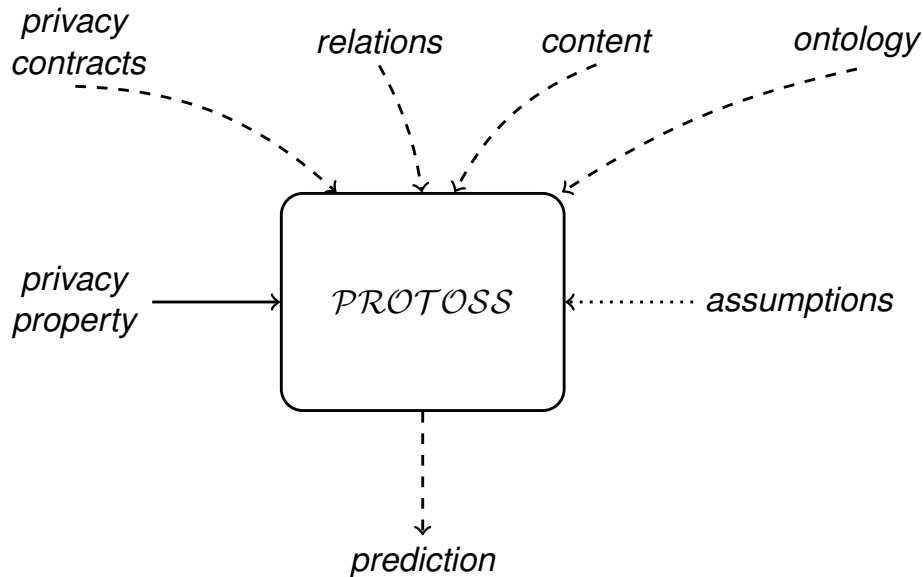 privacy
contracts
relations
content
ontology
privacy
property
PROTOSS
assumptions
prediction